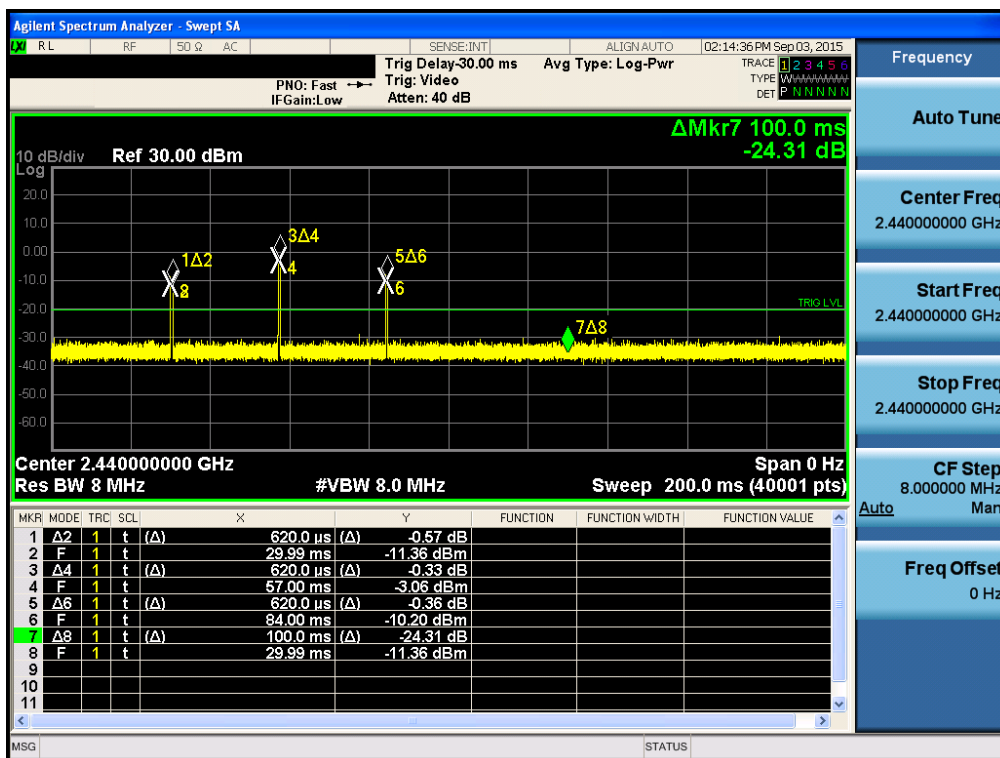 Agilent Spectrum Analyzer - Swept SA
LXI RL RF 50 Ω AC SENSE:INT ALIGN AUTO 02:14:36 PM Sep 03, 2015
Frequency
Trig Delay-30.00 ms Avg Type: Log-Pwr TRACE 1 2 3 4 5 6
PNO: Fast Trig: Video TYPE WWWWWW
IFGain:Low Atten: 40 dB DET P N N N N N
Auto Tune
ΔMkr7 100.0 ms
-24.31 dB
10 dB/div Ref 30.00 dBm
Log
20.0
10.0
0.00
-10.0
-20.0
-30.0
-40.0
-50.0
-60.0
1Δ2
2
3Δ4
4
5Δ6
6
7Δ8
TRIG LVL
Center 2.440000000 GHz Span 0 Hz
Res BW 8 MHz #VBW 8.0 MHz Sweep 200.0 ms (40001 pts)
Center Freq
2.440000000 GHz
Start Freq
2.440000000 GHz
Stop Freq
2.440000000 GHz
CF Step
8.000000 MHz
Auto Man
Freq Offset
0 Hz
MKR MODE TRC SCL X Y FUNCTION FUNCTION WIDTH FUNCTION VALUE
1 Δ2 1 t (Δ) 620.0 µs (Δ) -0.57 dB
2 F 1 t 29.99 ms -11.36 dBm
3 Δ4 1 t (Δ) 620.0 µs (Δ) -0.33 dB
4 F 1 t 57.00 ms -3.06 dBm
5 Δ6 1 t (Δ) 620.0 µs (Δ) -0.36 dB
6 F 1 t 84.00 ms -10.20 dBm
7 Δ8 1 t (Δ) 100.0 ms (Δ) -24.31 dB
8 F 1 t 29.99 ms -11.36 dBm
9
10
11
MSG STATUS